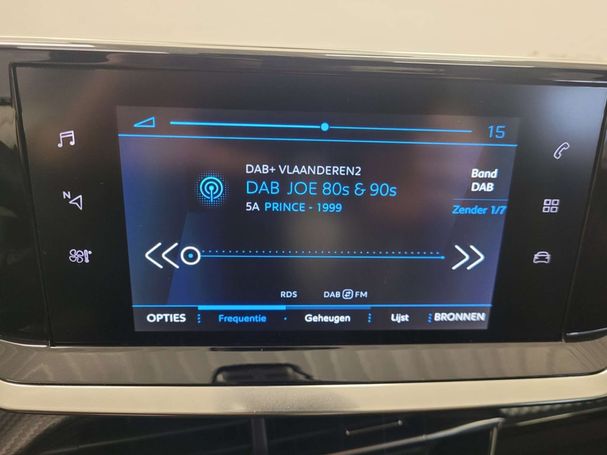 15
DAB+ VLAANDEREN2
DAB JOE 80s & 90s
5A PRINCE - 1999
Band
DAB
Zender 1/7
N
RDS DAB FM
OPTIES Frequentie Geheugen Lijst BRONNEN